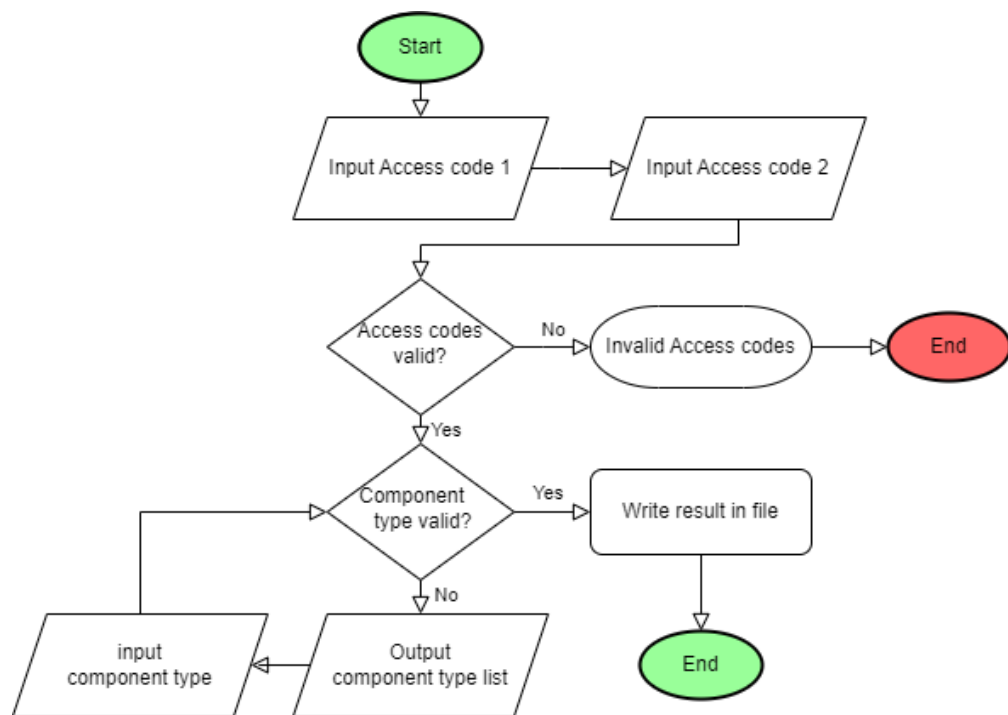 Start
Input Access code 1
Input Access code 2
Access codes
valid?
No
Invalid Access codes
End
Yes
Component
type valid?
Yes
Write result in file
No
input
component type
Output
component type list
End